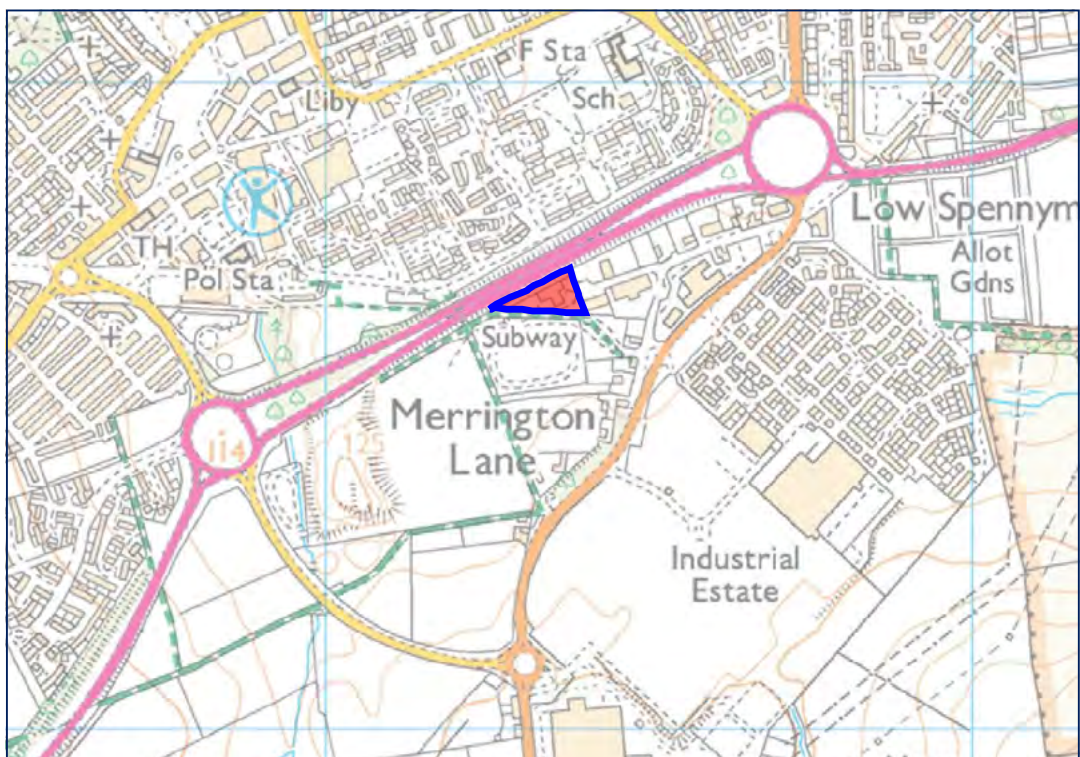 F Sta
Liby
Sch
TH
Pol Sta
Low Spennym
Allot
Gdns
Subway
Merrington
Lane
125
114
Industrial
Estate